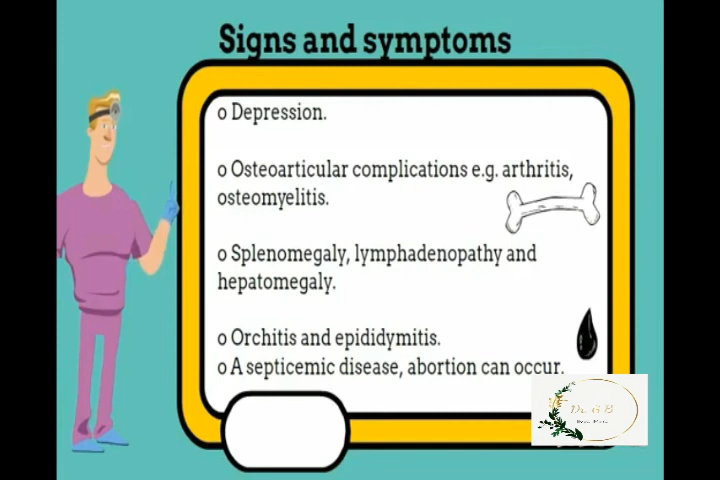 Signs and symptoms
o Depression.
o Osteoarticular complications e.g. arthritis,
osteomyelitis.
o Splenomegaly, lymphadenopathy and
hepatomegaly.
o Orchitis and epididymitis.
o A septicemic disease, abortion can occur.